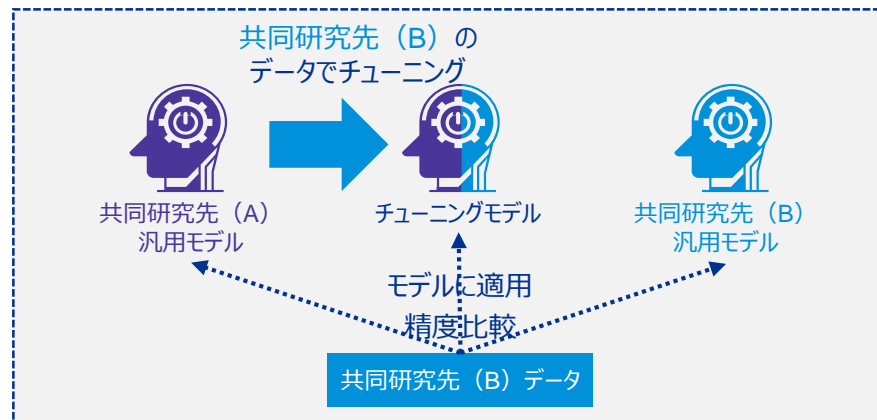 共同研究先（B）の
データでチューニング
共同研究先（A）
汎用モデル
チューニングモデル
共同研究先（B）
汎用モデル
モデルに適用
精度比較
共同研究先（B）データ